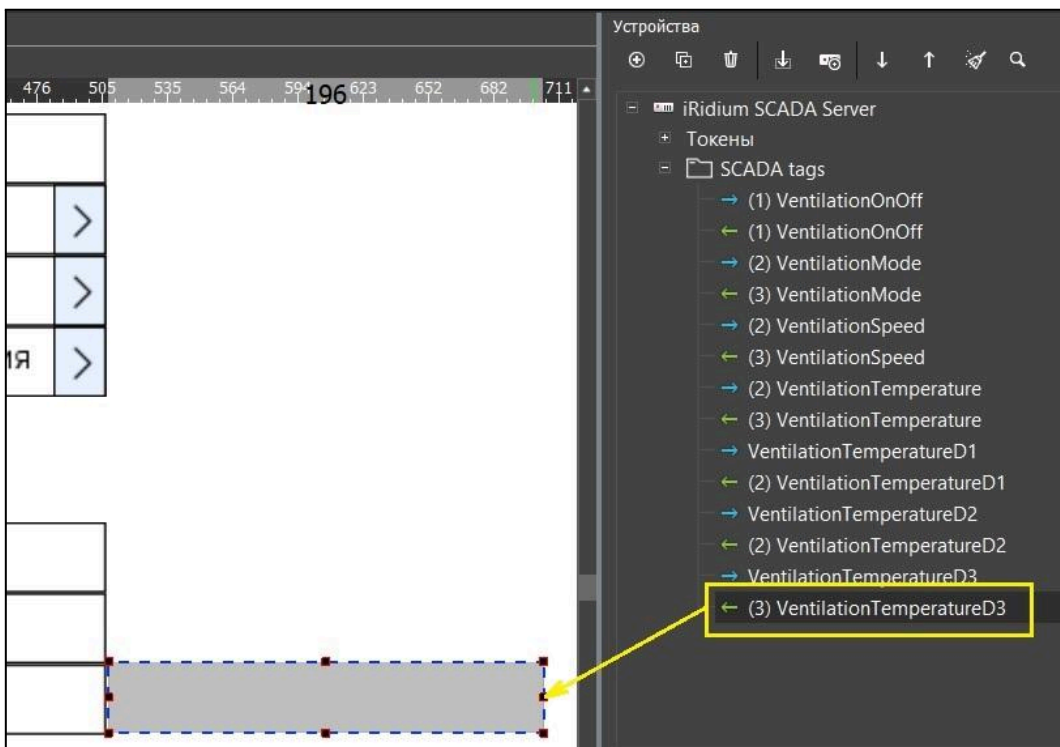 Устройства
476 505 535 564 594 196 623 652 682 711
iRidium SCADA Server
Токены
SCADA tags
(1) VentilationOnOff
(1) VentilationOnOff
(2) VentilationMode
(3) VentilationMode
(2) VentilationSpeed
ия
(3) VentilationSpeed
(2) VentilationTemperature
(3) VentilationTemperature
VentilationTemperatureD1
(2) VentilationTemperatureD1
VentilationTemperatureD2
(2) VentilationTemperatureD2
VentilationTemperatureD3
(3) VentilationTemperatureD3